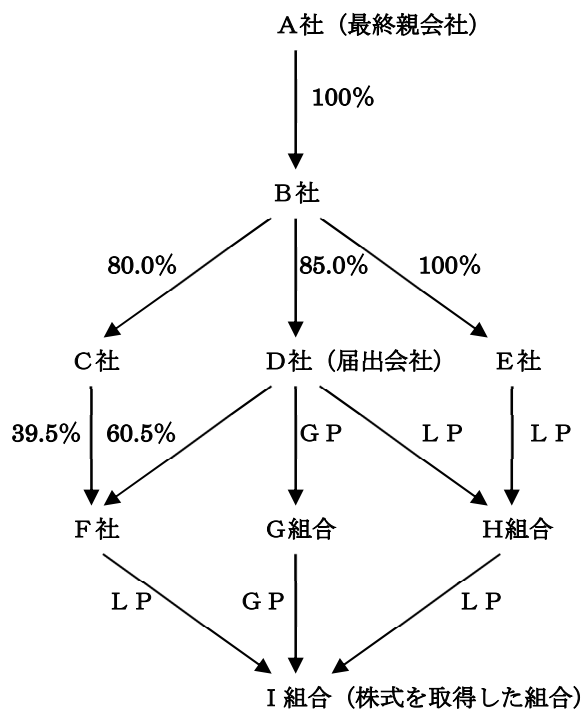 A社（最終親会社）
100%
B社
80.0%
85.0%
100%
C社
D社（届出会社）
E社
39.5%
60.5%
GP
LP
LP
F社
G組合
H組合
LP
GP
LP
I組合（株式を取得した組合）